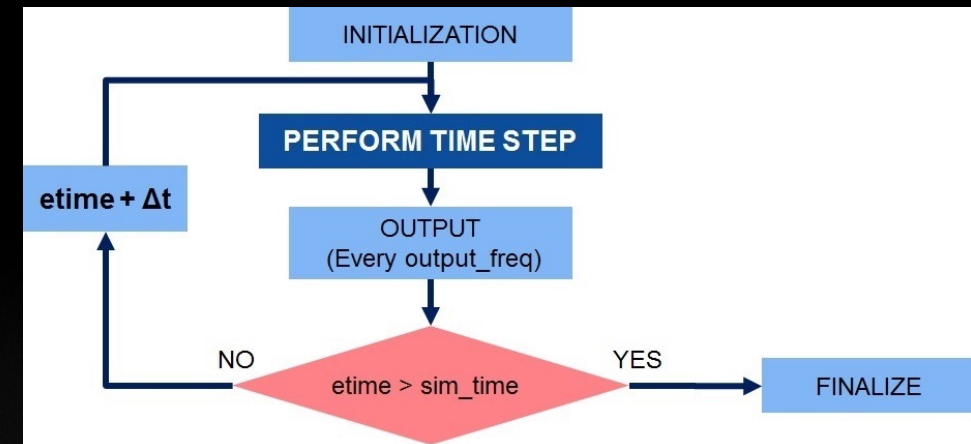 INITIALIZATION
PERFORM TIME STEP
etime + Δt
OUTPUT
(Every output_freq)
NO
YES
etime > sim_time
FINALIZE